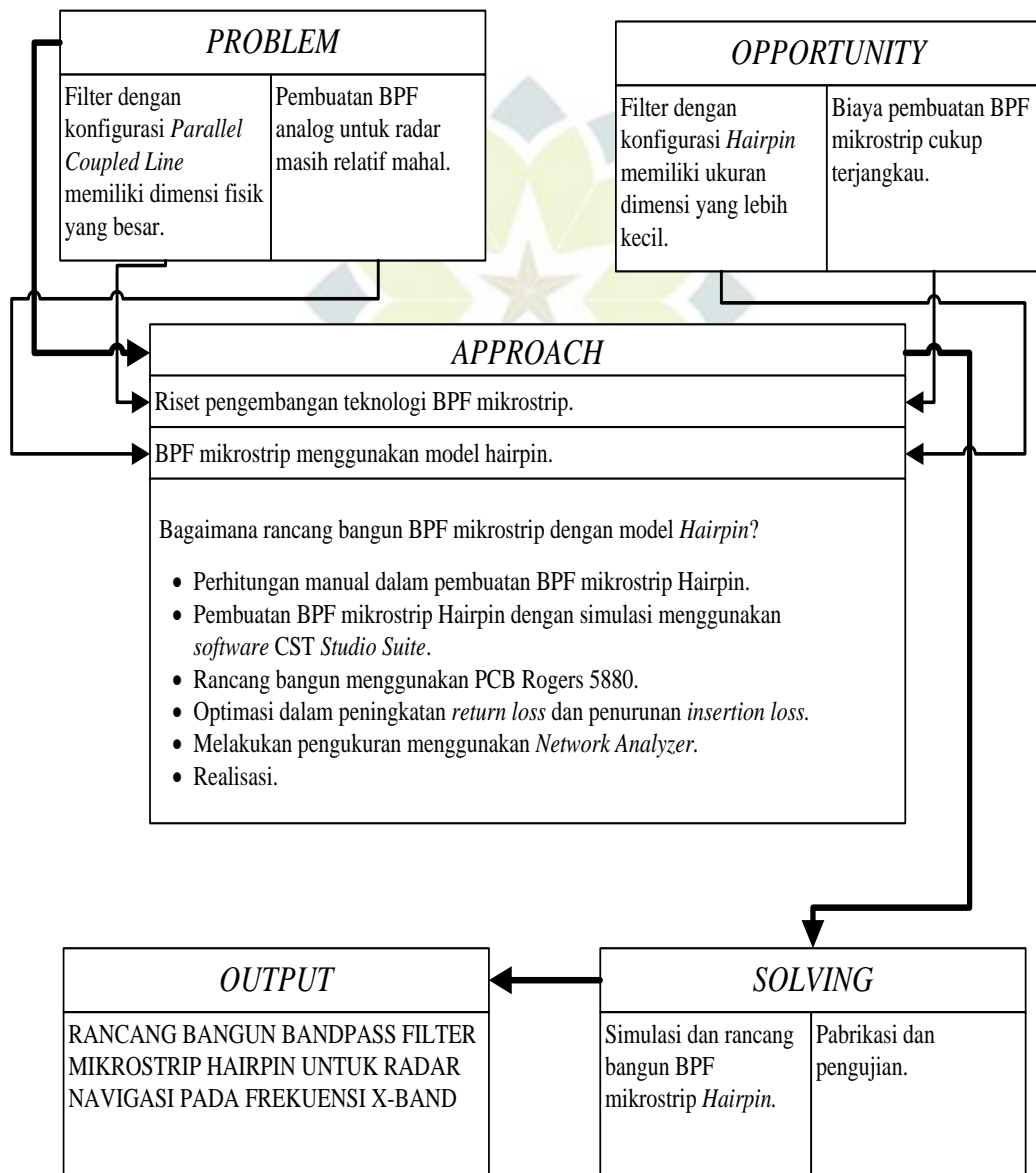 PROBLEM
Filter dengan
konfigurasi Parallel
Coupled Line
memiliki dimensi fisik
yang besar.
Pembuatan BPF
analog untuk radar
masih relatif mahal.
OPPORTUNITY
Filter dengan
konfigurasi Hairpin
memiliki ukuran
dimensi yang lebih
kecil.
Biaya pembuatan BPF
mikrostrip cukup
terjangkau.
APPROACH
Riset pengembangan teknologi BPF mikrostrip.
BPF mikrostrip menggunakan model hairpin.
Bagaimana rancang bangun BPF mikrostrip dengan model Hairpin?
• Perhitungan manual dalam pembuatan BPF mikrostrip Hairpin.
• Pembuatan BPF mikrostrip Hairpin dengan simulasi menggunakan
software CST Studio Suite.
• Rancang bangun menggunakan PCB Rogers 5880.
• Optimasi dalam peningkatan return loss dan penurunan insertion loss.
• Melakukan pengukuran menggunakan Network Analyzer.
• Realisasi.
OUTPUT
RANCANG BANGUN BANDPASS FILTER
MIKROSTRIP HAIRPIN UNTUK RADAR
NAVIGASI PADA FREKUENSI X-BAND
SOLVING
Simulasi dan rancang
bangun BPF
mikrostrip Hairpin.
Pabrikasi dan
pengujian.